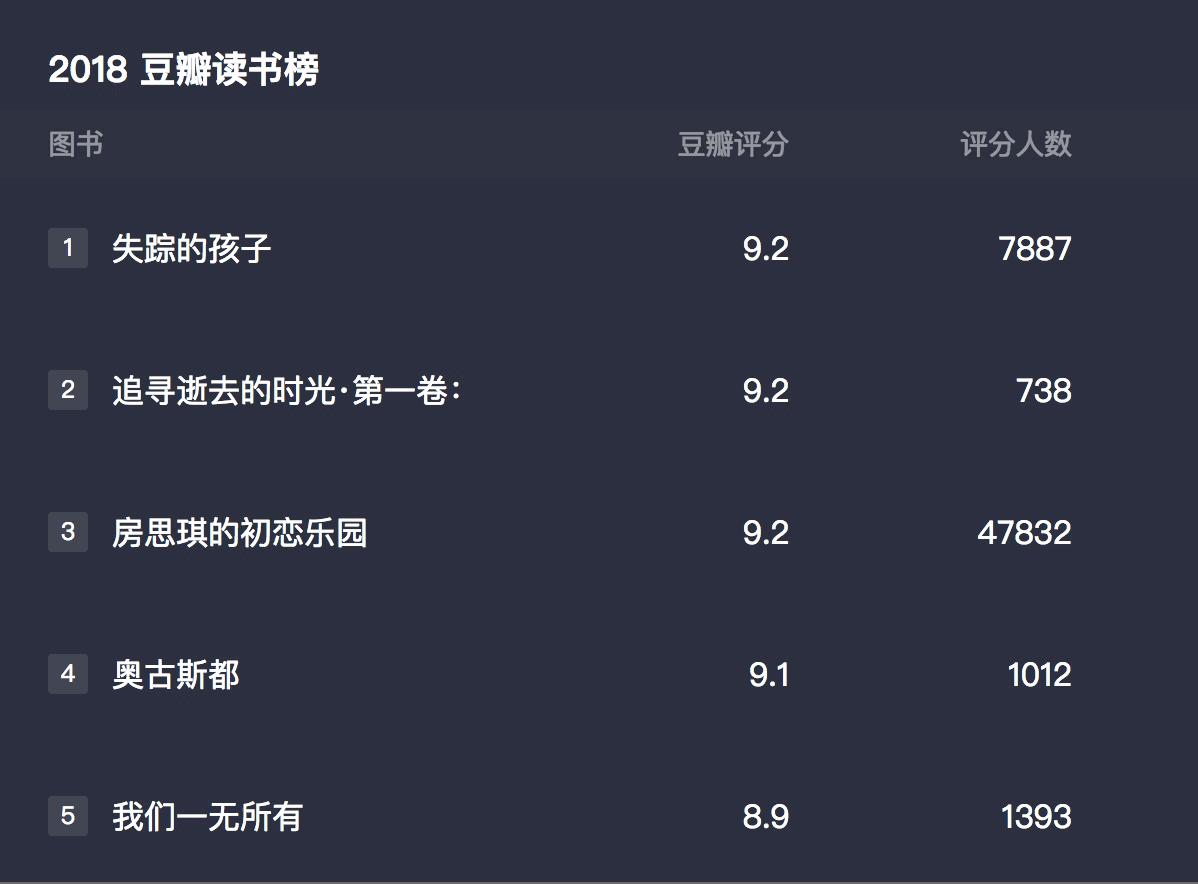 2018 豆瓣读书榜
图书 豆瓣评分 评分人数
1 失踪的孩子 9.2 7887
2 追寻逝去的时光·第一卷： 9.2 738
3 房思琪的初恋乐园 9.2 47832
4 奥古斯都 9.1 1012
5 我们一无所有 8.9 1393